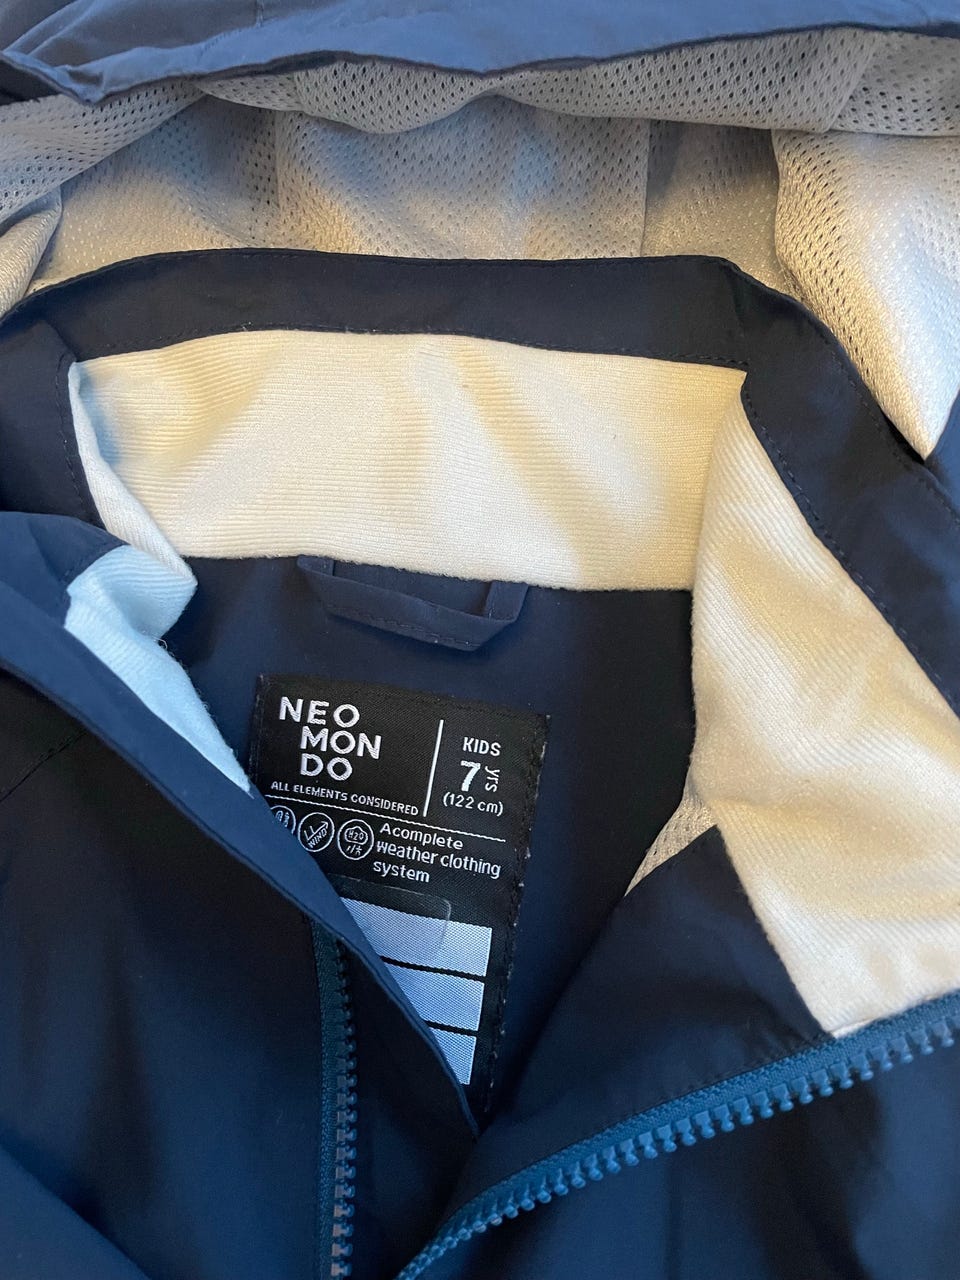 NEO
MON
DO
ALL ELEMENTS CONSIDERED
KIDS
7 yrs
(122 cm)
WIND
H2O
Acomplete
weather clothing
system